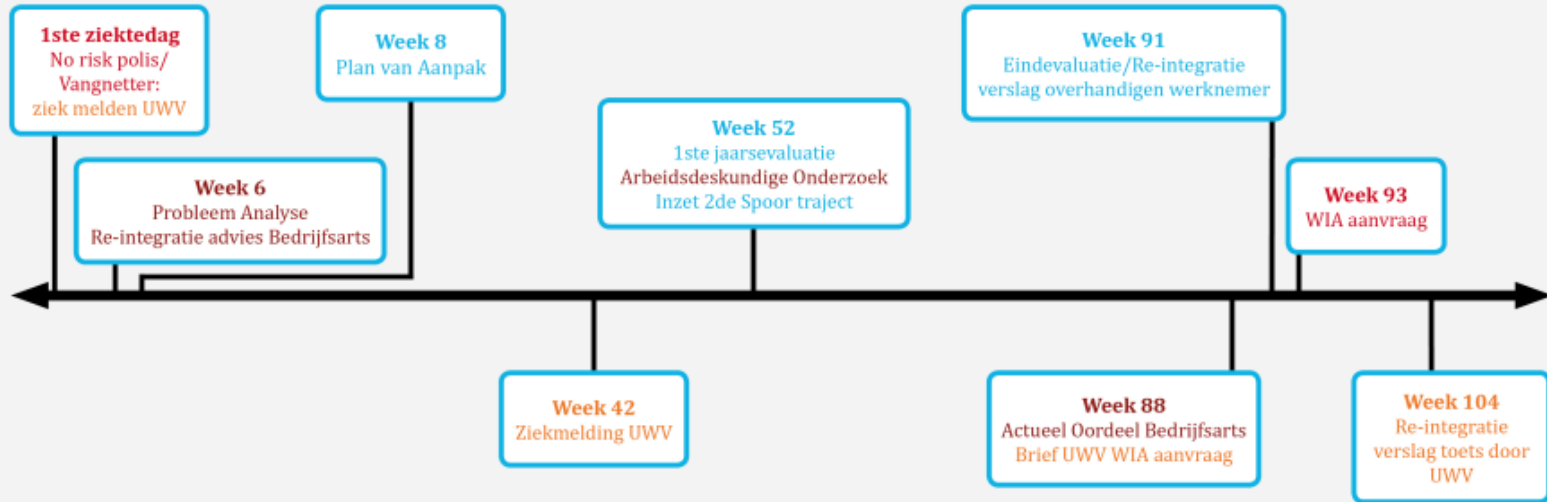 1ste ziektedag
No risk polis/
Vangnetter:
ziek melden UWV
Week 6
Probleem Analyse
Re-integratie advies Bedrijfsarts
Week 8
Plan van Aanpak
Week 42
Ziekmelding UWV
Week 52
1ste jaarsevaluatie
Arbeidsdeskundige Onderzoek
Inzet 2de Spoor traject
Week 88
Actueel Oordeel Bedrijfsarts
Brief UWV WIA aanvraag
Week 91
Eindevaluatie/Re-integratie
verslag overhandigen werknemer
Week 93
WIA aanvraag
Week 104
Re-integratie
verslag toets door
UWV